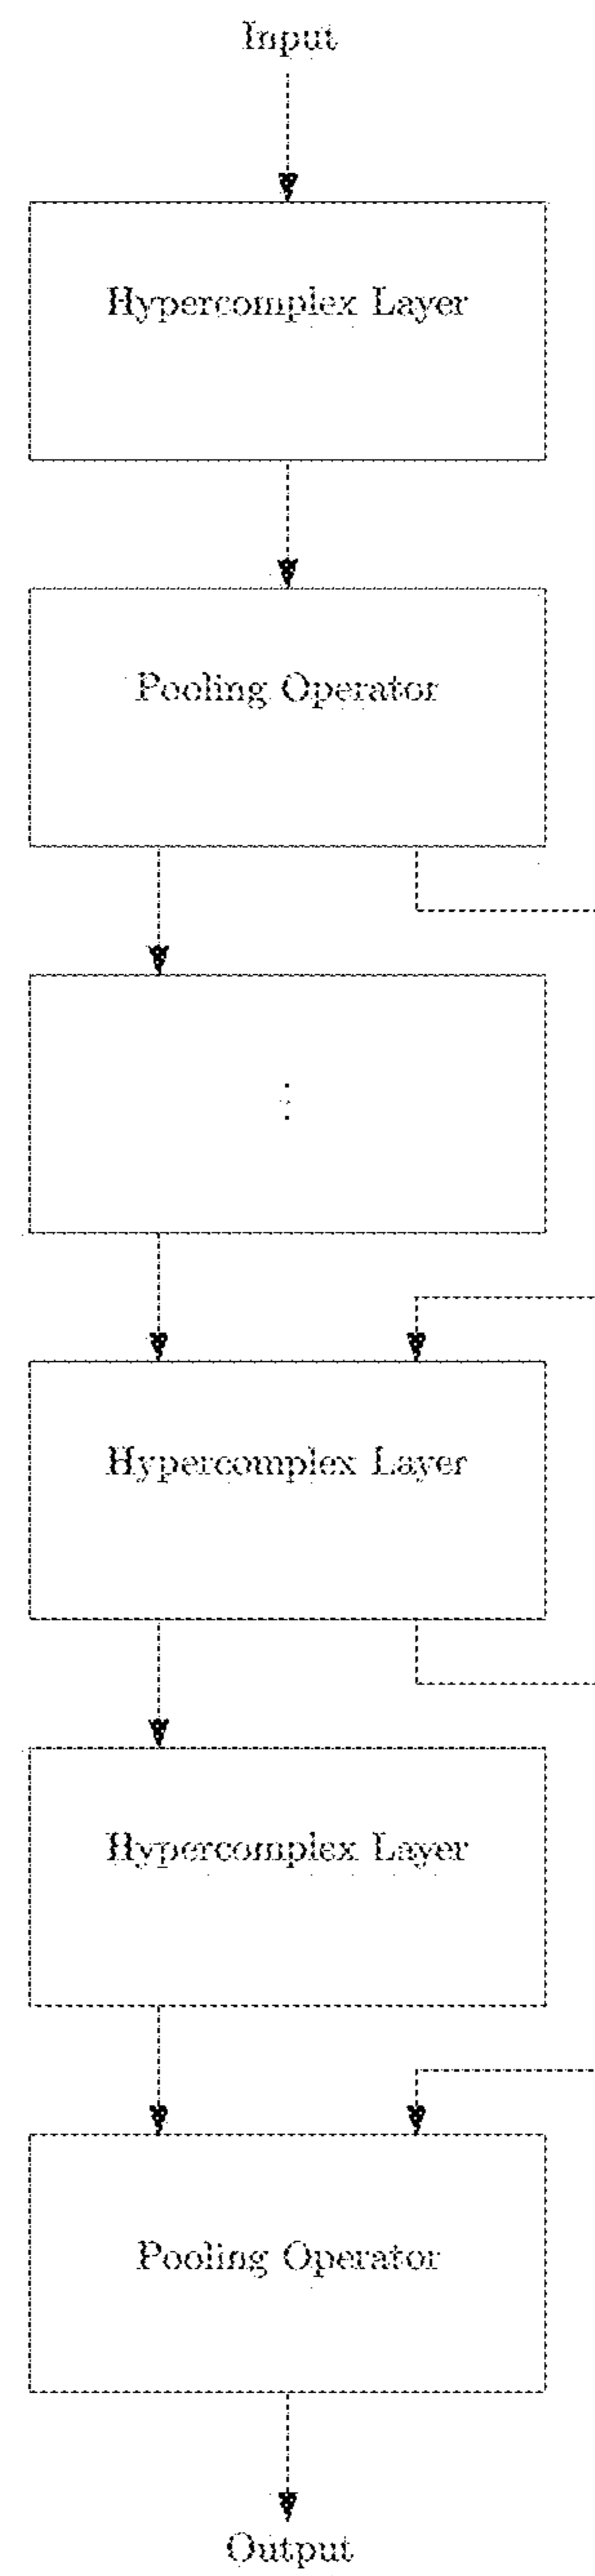 Input
Hypercomplex Layer
Pooling Operator
⋮
Hypercomplex Layer
Hypercomplex Layer
Pooling Operator
Output